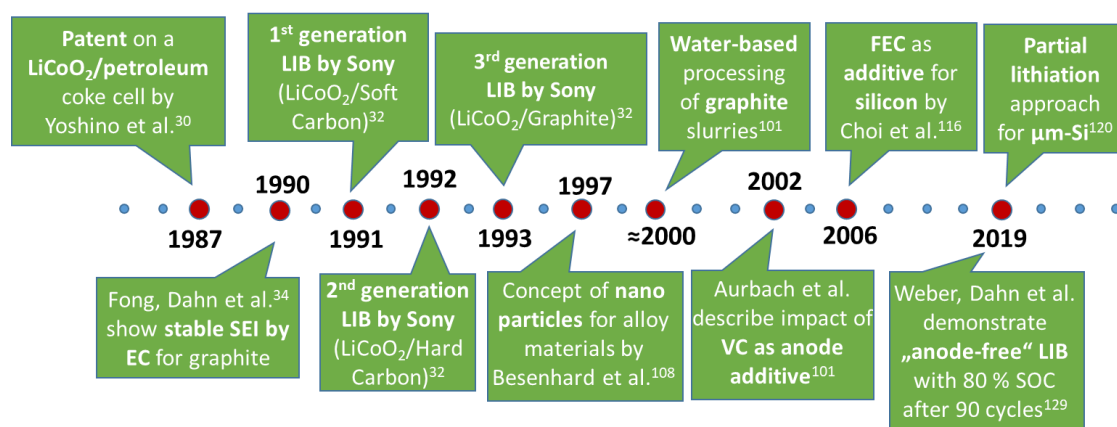 Patent on a
LiCoO₂/petroleum
coke cell by
Yoshino et al.³⁰
1ˢᵗ generation
LIB by Sony
(LiCoO₂/Soft
Carbon)³²
3ʳᵈ generation
LIB by Sony
(LiCoO₂/Graphite)³²
Water-based
processing
of graphite
slurries¹⁰¹
FEC as
additive for
silicon by
Choi et al.¹¹⁶
Partial
lithiation
approach
for µm-Si¹²⁰
1990
1992
1997
2002
1987
1991
1993
≈2000
2006
2019
Fong, Dahn et al.³⁴
show stable SEI by
EC for graphite
2ⁿᵈ generation
LIB by Sony
(LiCoO₂/Hard
Carbon)³²
Concept of nano
particles for alloy
materials by
Besenhard et al.¹⁰⁸
Aurbach et al.
describe impact of
VC as anode
additive¹⁰¹
Weber, Dahn et al.
demonstrate
„anode-free“ LIB
with 80 % SOC
after 90 cycles¹²⁹